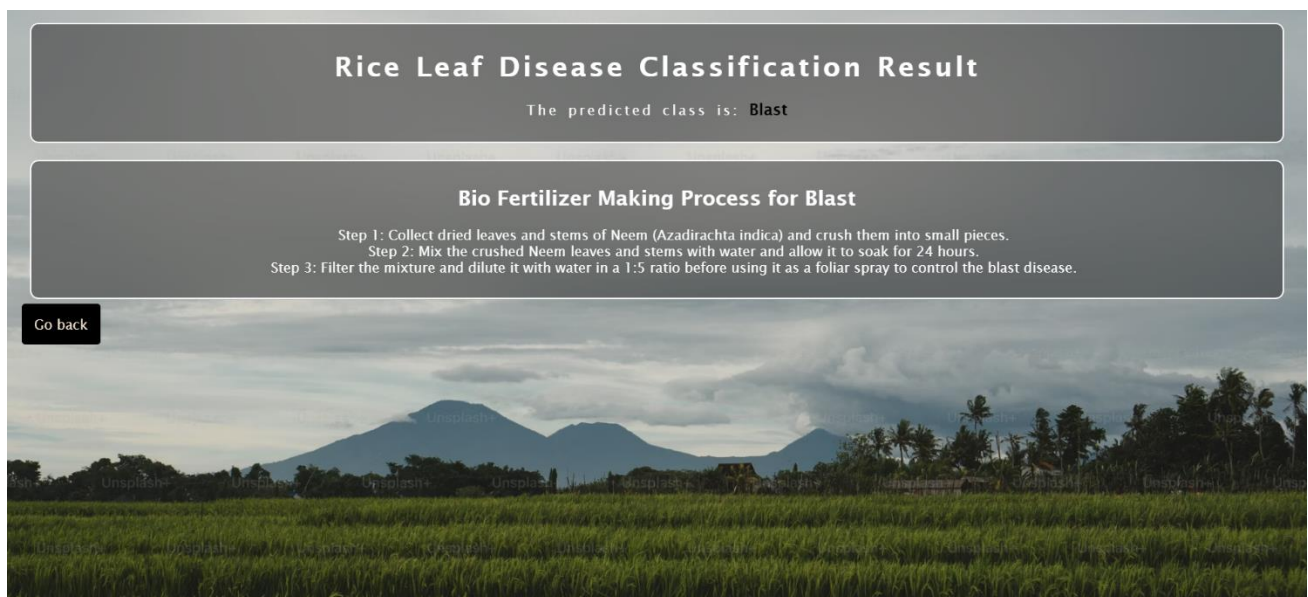 Rice Leaf Disease Classification Result
The predicted class is: Blast
Bio Fertilizer Making Process for Blast
Step 1: Collect dried leaves and stems of Neem (Azadirachta indica) and crush them into small pieces.
Step 2: Mix the crushed Neem leaves and stems with water and allow it to soak for 24 hours.
Step 3: Filter the mixture and dilute it with water in a 1:5 ratio before using it as a foliar spray to control the blast disease.
Go back
Unsplash+
Unsplash+
Unsplash+
Unsplash+